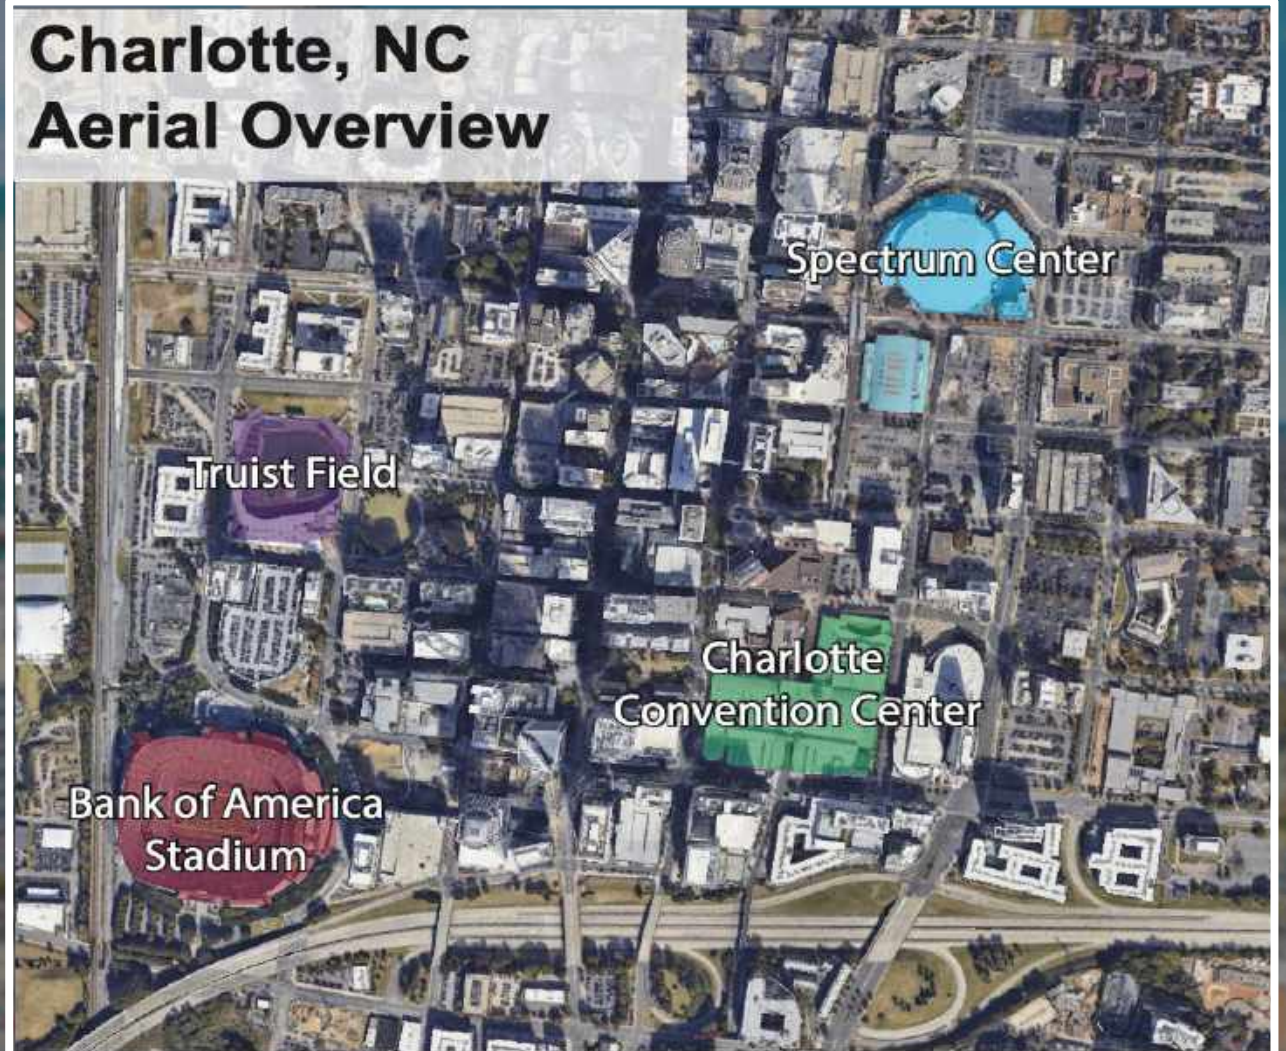 Charlotte, NC
Aerial Overview
Spectrum Center
Truist Field
Charlotte
Convention Center
Bank of America
Stadium